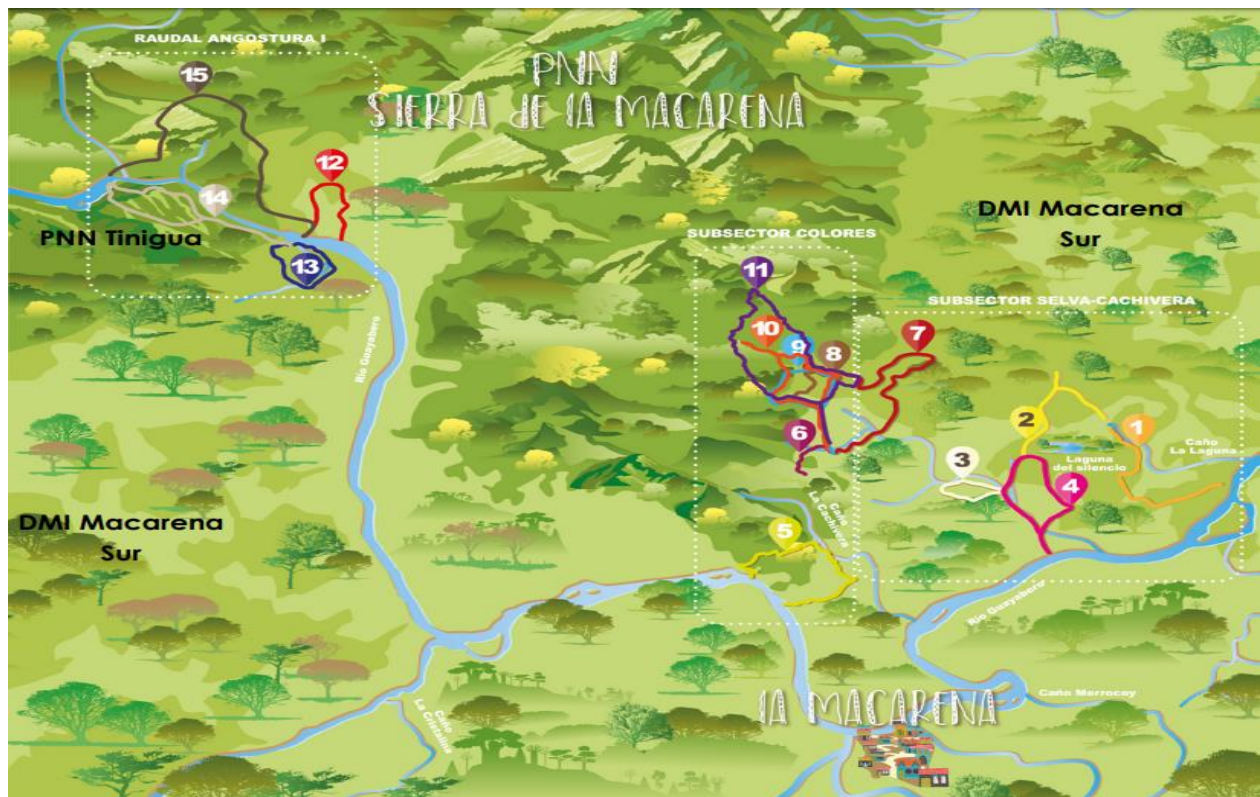 RAUDAL ANGOSTURA I
15
PNN
SIERRA de lA MACARENA
12
14
PNN Tinigua
13
DMI Macarena
Sur
SUBSECTOR COLORES
11
10
9
8
SUBSECTOR SELVA-CACHIVERA
7
6
2
1
3
Laguna
del silencio
Caño
La Laguna
4
Río Guayabero
DMI Macarena
Sur
5
Caño
La Cachivera
Río Guayabero
Caño Morrocoy
Caño
La Cristalina
lA MACARENA